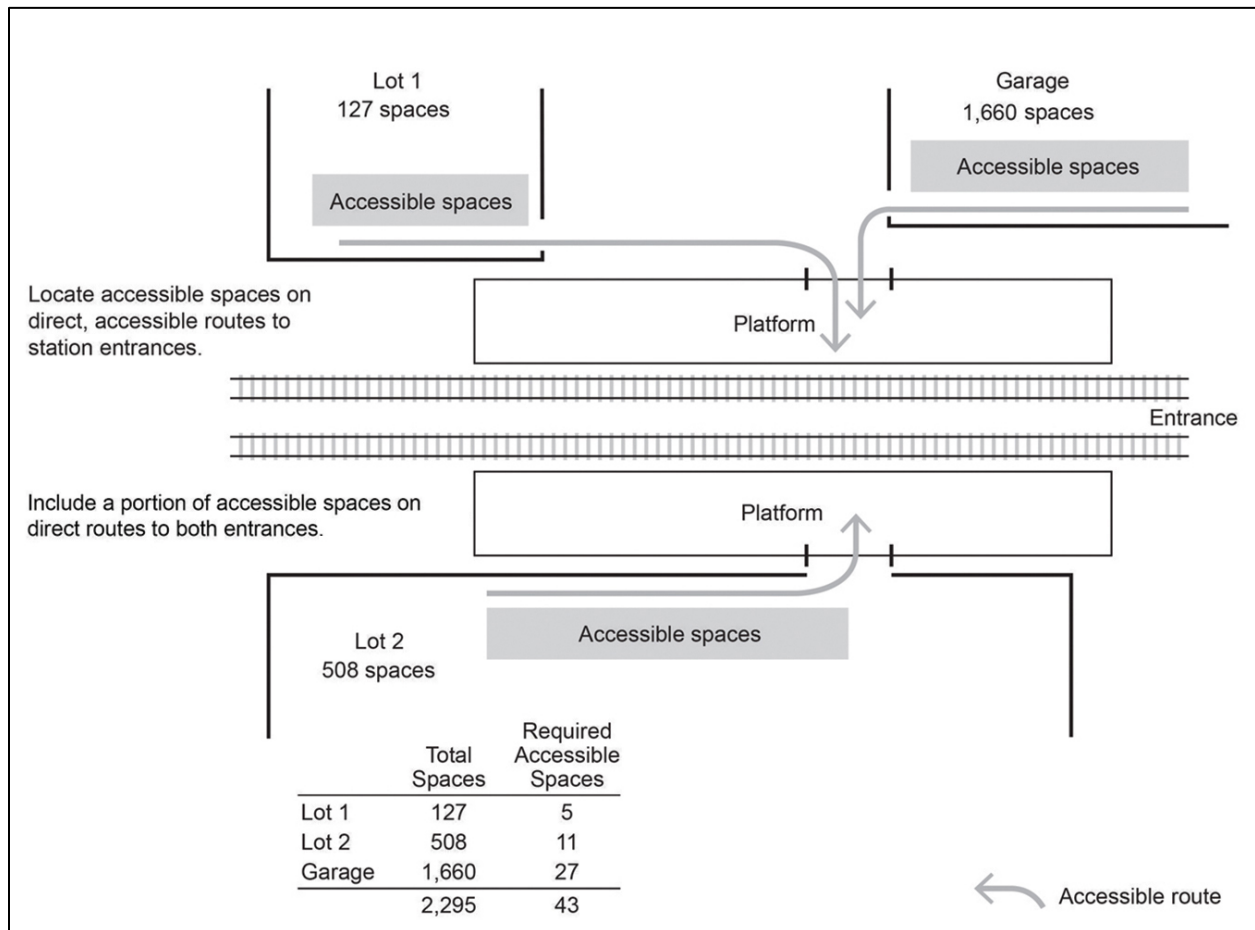 Lot 1
127 spaces
Garage
1,660 spaces
Accessible spaces
Accessible spaces
Locate accessible spaces on
direct, accessible routes to
station entrances.
Platform
Entrance
Include a portion of accessible spaces on
direct routes to both entrances.
Platform
Lot 2
508 spaces
Accessible spaces
Total Spaces Required Accessible Spaces
Lot 1 127 5
Lot 2 508 11
Garage 1,660 27
2,295 43
Accessible route